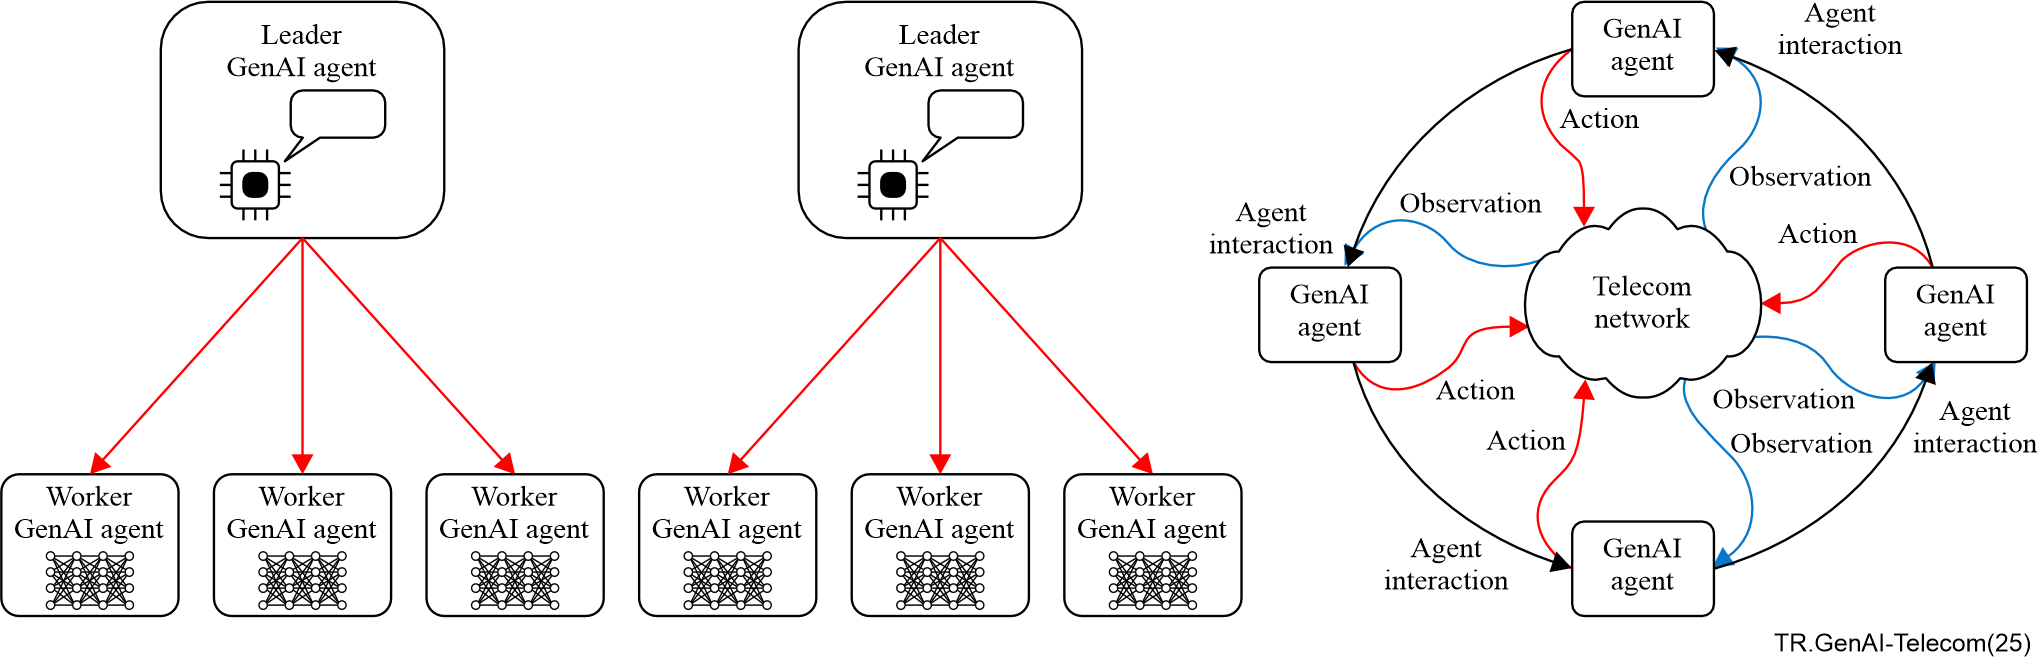 Leader
GenAI agent
Worker
GenAI agent
Worker
GenAI agent
Worker
GenAI agent
Leader
GenAI agent
Worker
GenAI agent
Worker
GenAI agent
Worker
GenAI agent
GenAI
agent
Agent
interaction
Action
Observation
Observation
Agent
interaction
Action
GenAI
agent
Telecom
network
GenAI
agent
Action
Observation
Action
Observation
Agent
interaction
Agent
interaction
GenAI
agent
TR.GenAI-Telecom(25)